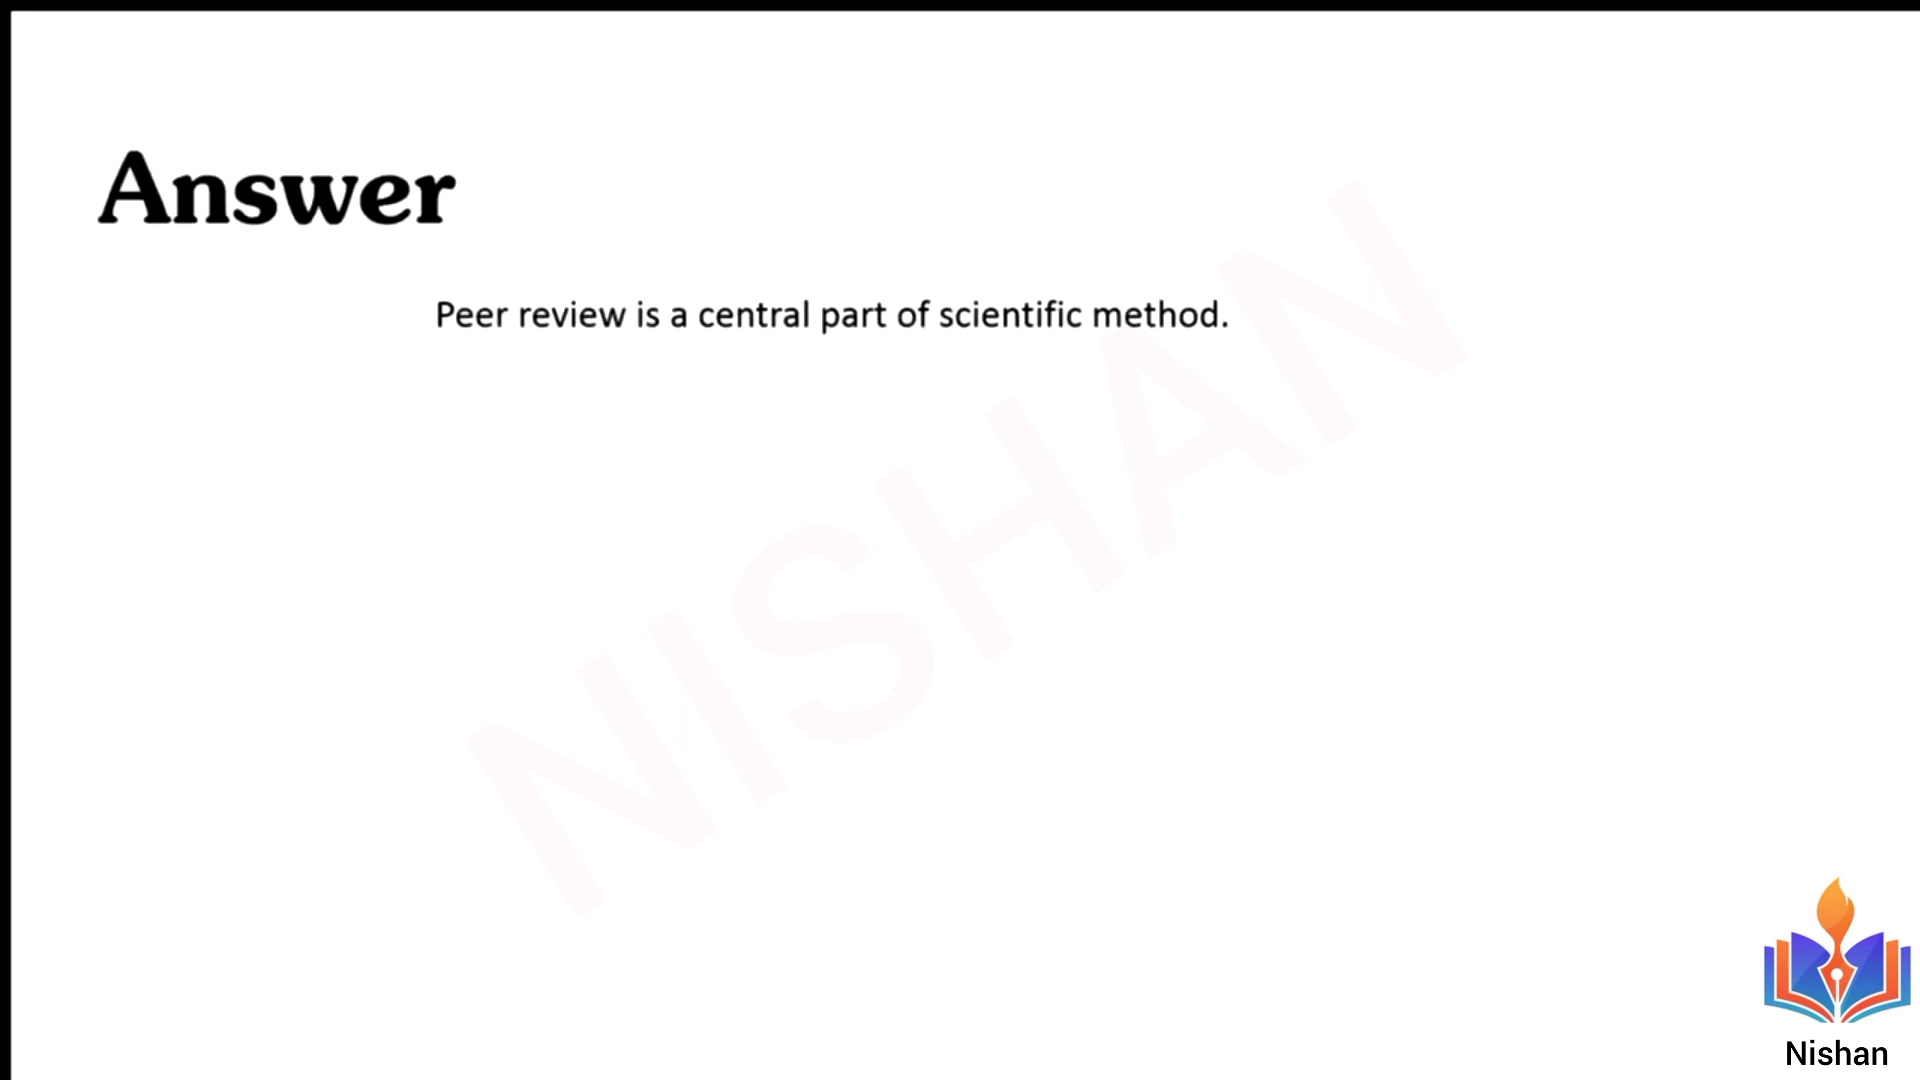 Answer
Peer review is a central part of scientific method.
NISHAN
Nishan